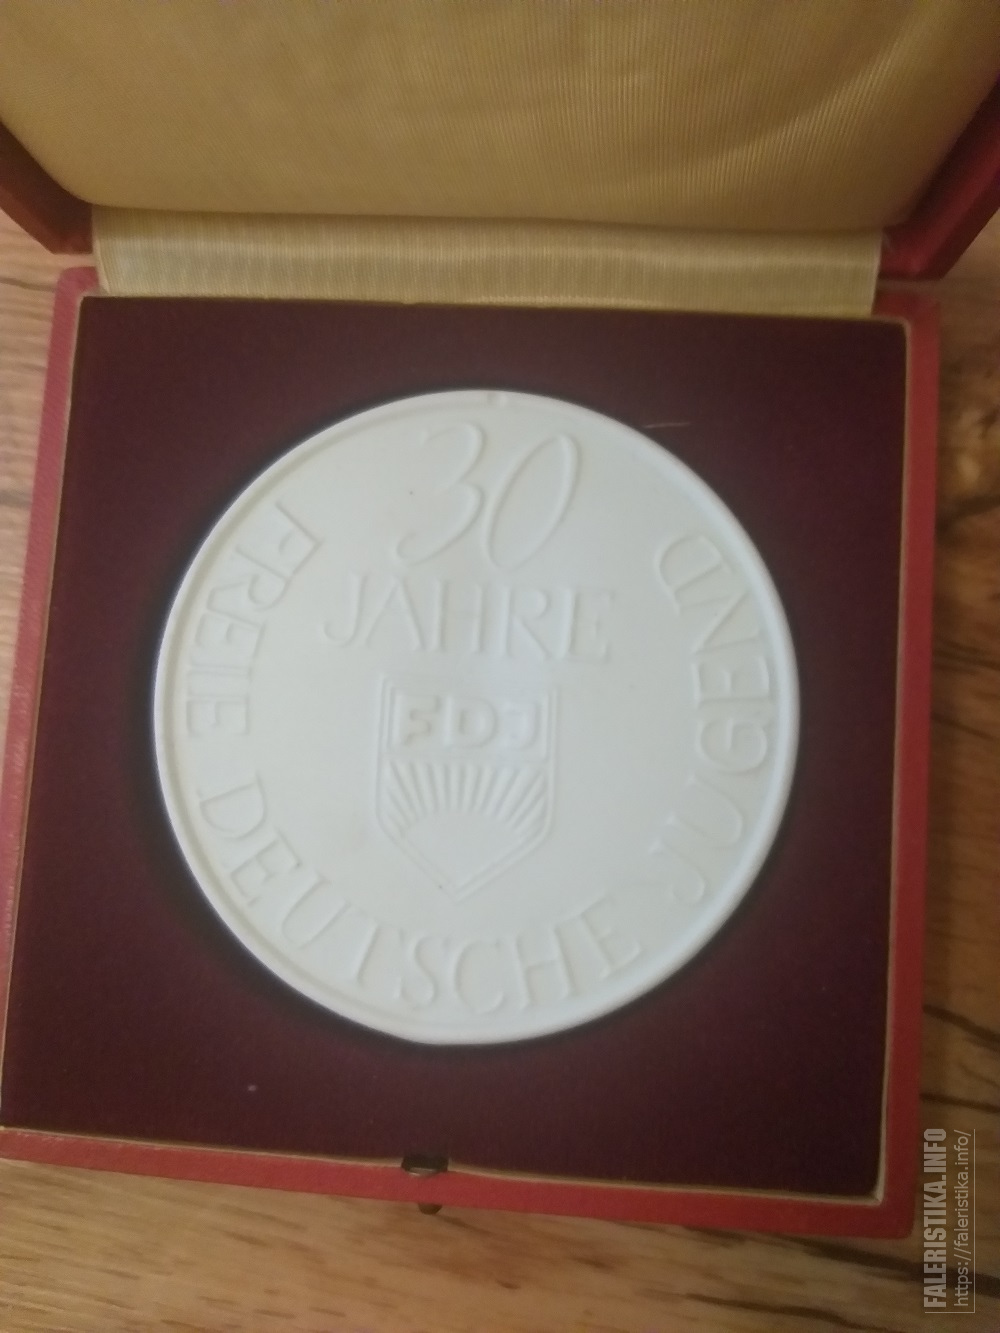 30
JAHRE
FDJ
FREIE DEUTSCHE JUGEND
FALERISTIKA.INFO
https://faleristika.info/